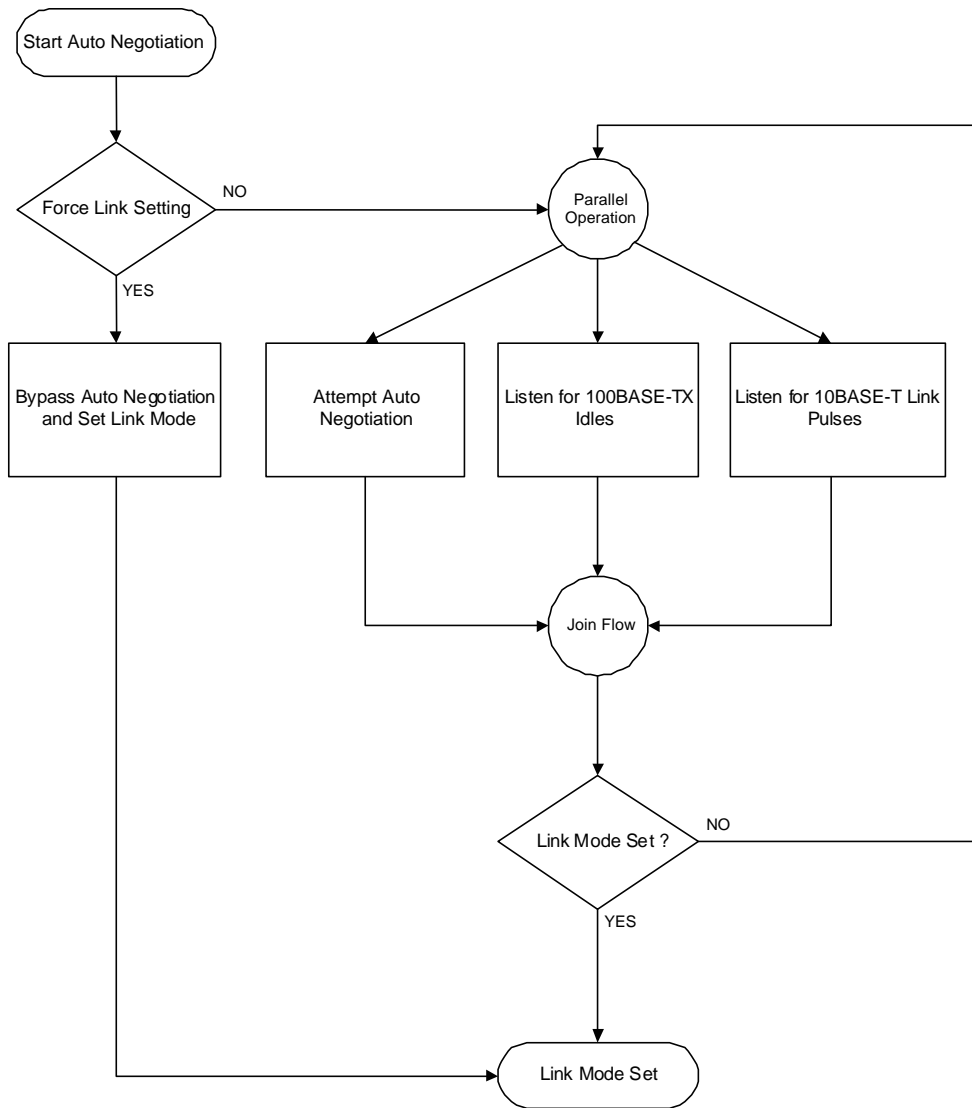 Start Auto Negotiation
Force Link Setting
NO
YES
Parallel
Operation
Bypass Auto Negotiation
and Set Link Mode
Attempt Auto
Negotiation
Listen for 100BASE-TX
Idles
Listen for 10BASE-T Link
Pulses
Join Flow
Link Mode Set ?
NO
YES
Link Mode Set